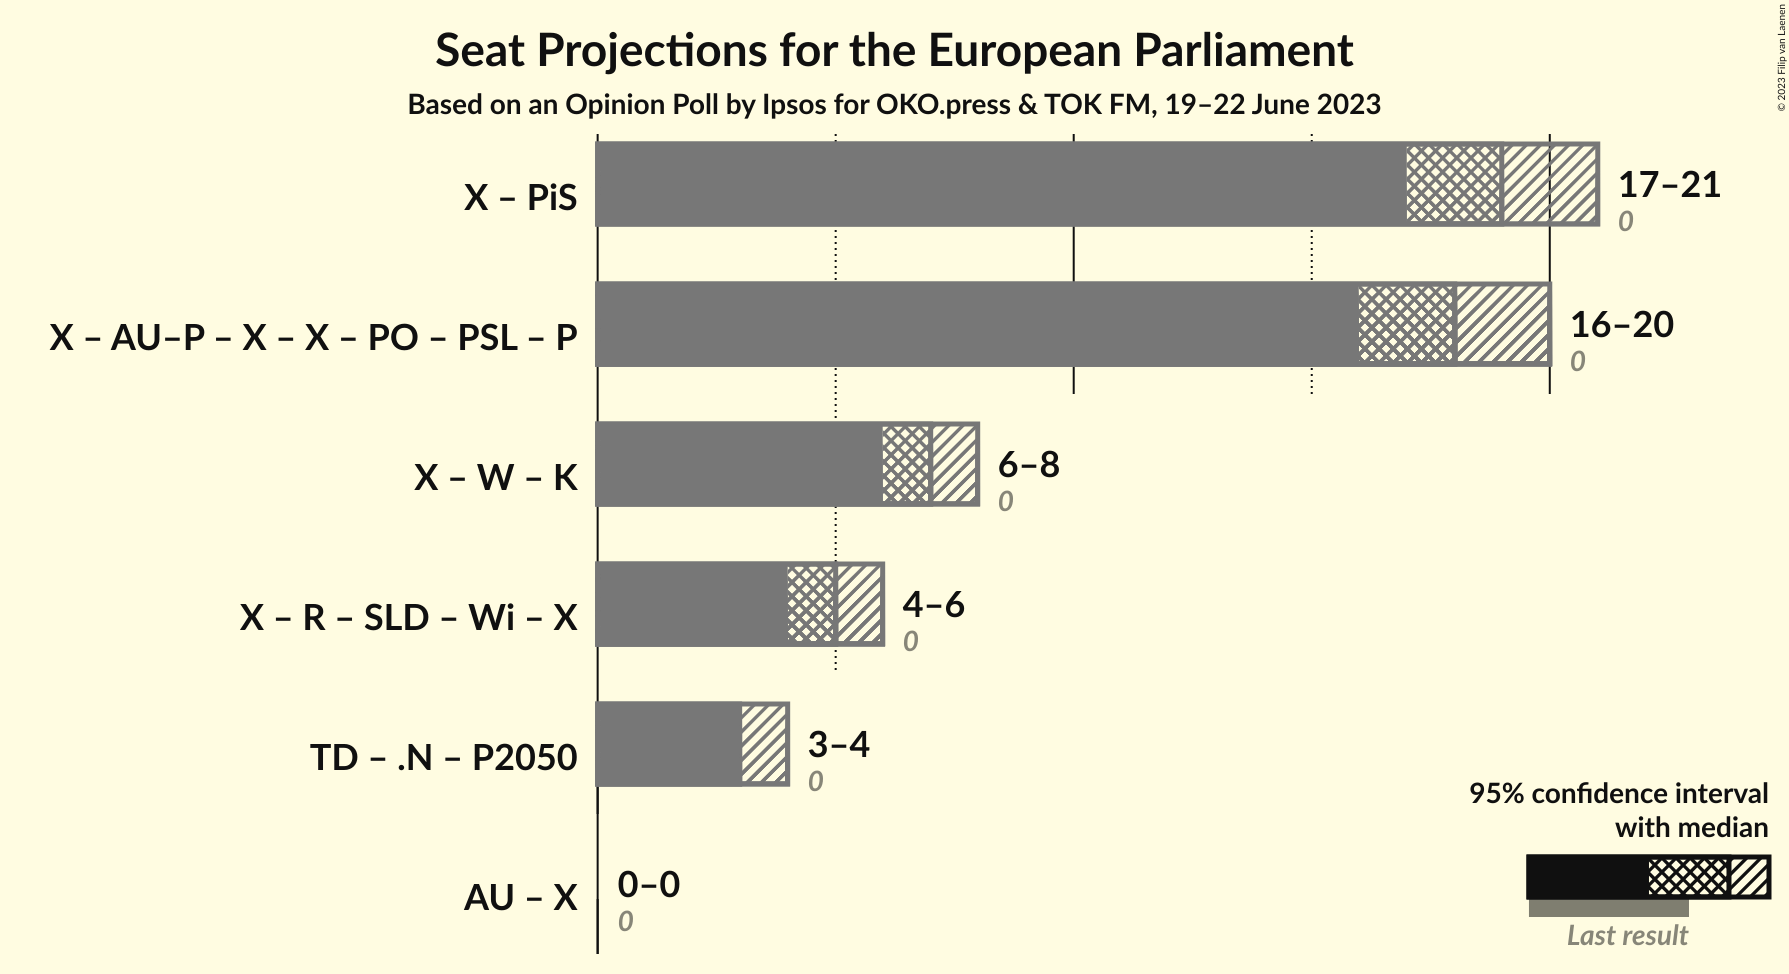 Seat Projections for the European Parliament
Based on an Opinion Poll by Ipsos for OKO.press & TOK FM, 19–22 June 2023
© 2023 Filip van Laenen
X – PiS
17–21
0
X – AU–P – X – X – PO – PSL – P
16–20
0
X – W – K
6–8
0
X – R – SLD – Wi – X
4–6
0
TD – .N – P2050
3–4
0
AU – X
0–0
0
95% confidence interval
with median
Last result